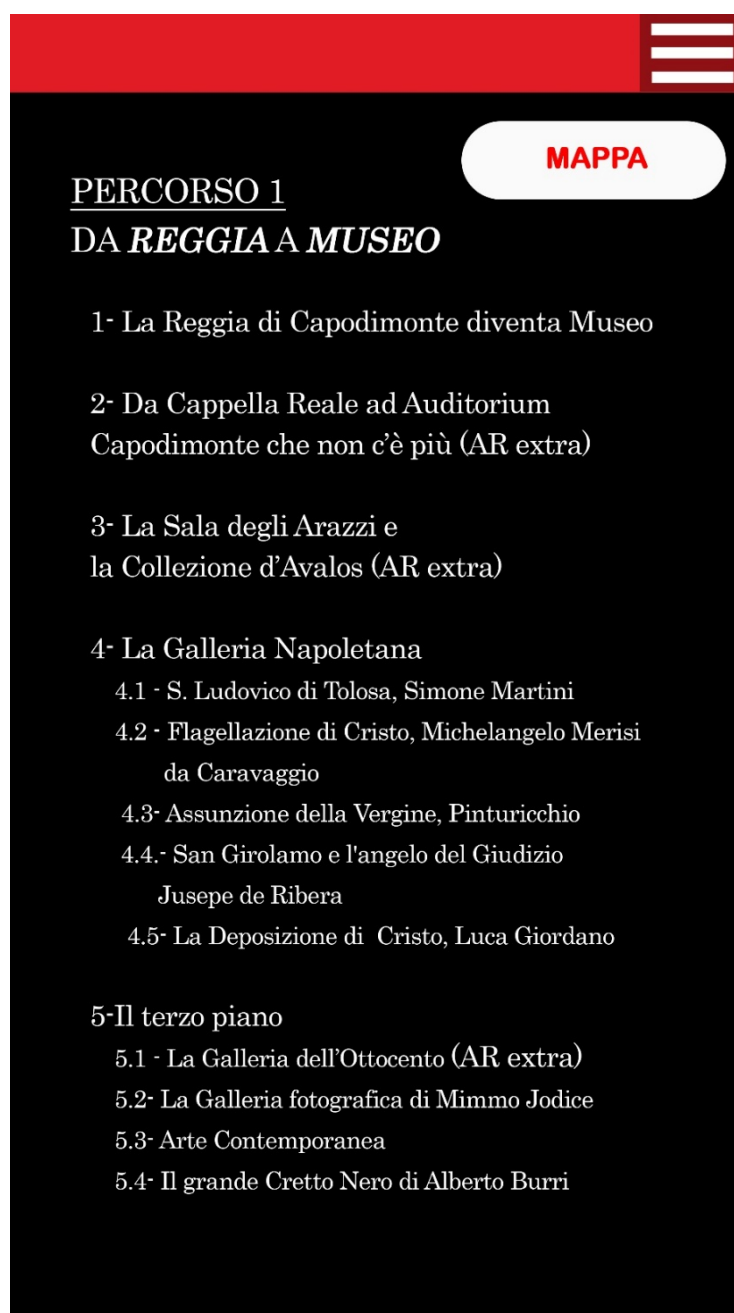 MAPPA
PERCORSO 1
DA REGGIA A MUSEO
1- La Reggia di Capodimonte diventa Museo
2- Da Cappella Reale ad Auditorium
Capodimonte che non c’è più (AR extra)
3- La Sala degli Arazzi e
la Collezione d’Avalos (AR extra)
4- La Galleria Napoletana
4.1 - S. Ludovico di Tolosa, Simone Martini
4.2 - Flagellazione di Cristo, Michelangelo Merisi
da Caravaggio
4.3- Assunzione della Vergine, Pinturicchio
4.4.- San Girolamo e l'angelo del Giudizio
Jusepe de Ribera
4.5- La Deposizione di  Cristo, Luca Giordano
5-Il terzo piano
5.1 - La Galleria dell’Ottocento (AR extra)
5.2- La Galleria fotografica di Mimmo Jodice
5.3- Arte Contemporanea
5.4- Il grande Cretto Nero di Alberto Burri